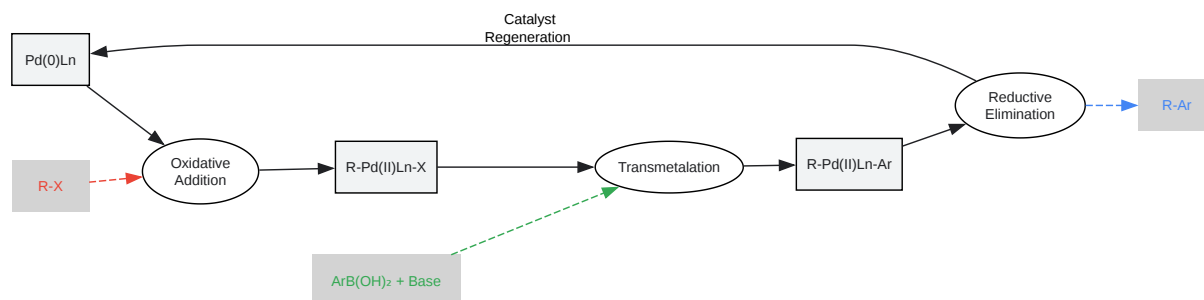 Catalyst
Regeneration
Pd(0)Ln
Reductive
Elimination
R-Ar
Oxidative
Addition
R-Pd(II)Ln-X
Transmetalation
R-Pd(II)Ln-Ar
R-X
ArB(OH)₂ + Base